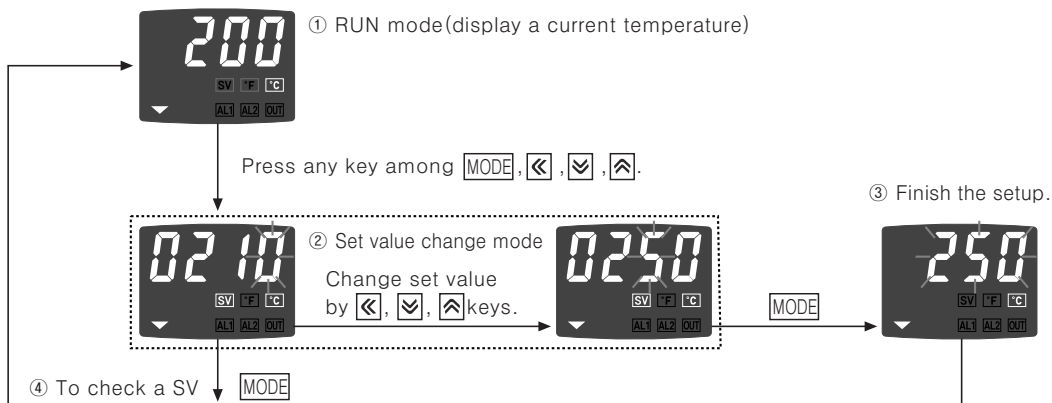 200
① RUN mode(display a current temperature)
SV °F °C
AL1 AL2 OUT
Press any key among MODE, «, ︾, ︽.
③ Finish the setup.
0210
② Set value change mode
Change set value
by «, ︾, ︽ keys.
SV °F °C
AL1 AL2 OUT
0250
SV °F °C
AL1 AL2 OUT
MODE
250
SV °F °C
AL1 AL2 OUT
④ To check a SV
MODE